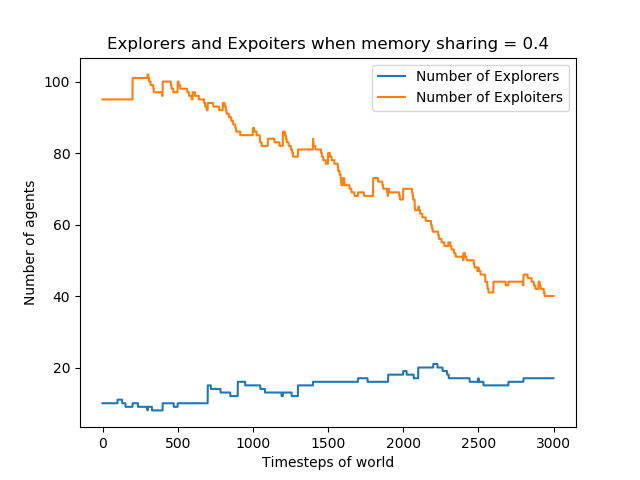 Explorers and Expoiters when memory sharing = 0.4
Number of Explorers
Number of Exploiters
Number of agents
100
80
60
40
20
0 500 1000 1500 2000 2500 3000
Timesteps of world